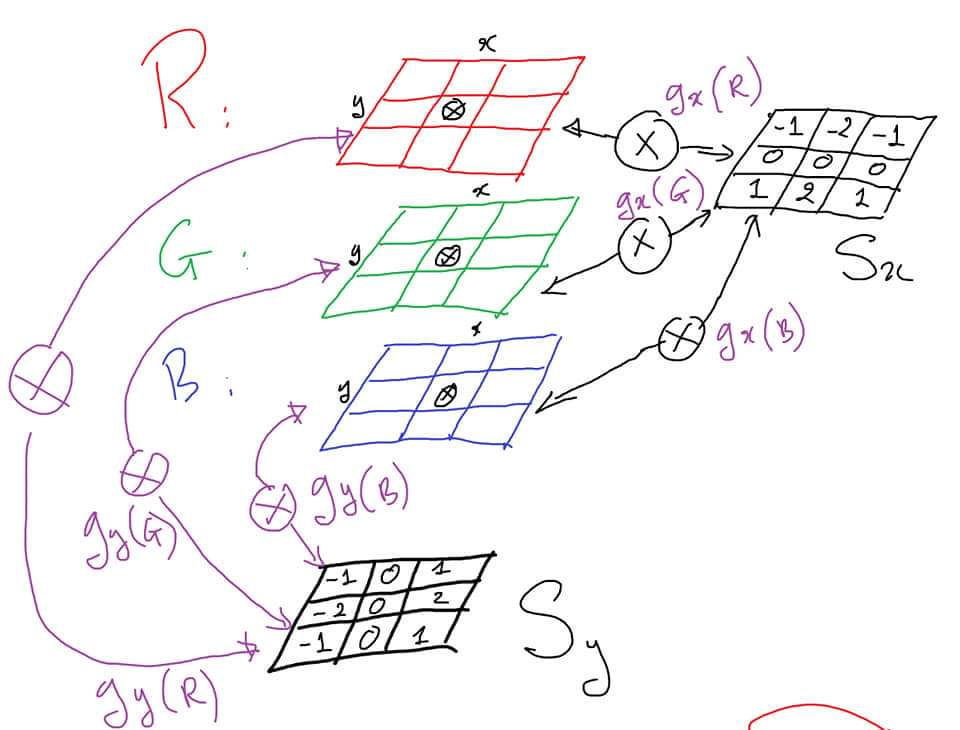 R:
x
y
gx(R)
-1 -2 -1
0 0 0
1 2 1
Sx
G:
x
y
gx(G)
B:
x
y
gx(B)
gy(B)
gy(G)
-1 0 1
-2 0 2
-1 0 1
Sy
gy(R)